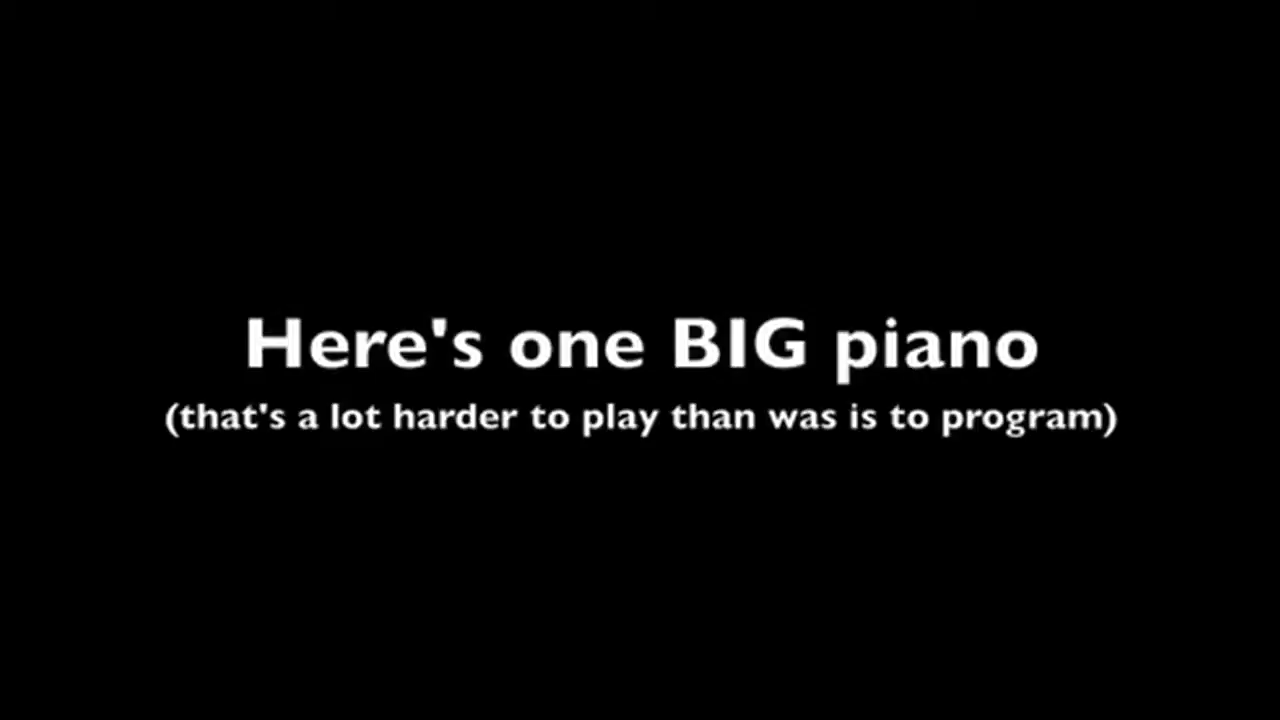 Here's one BIG piano
(that's a lot harder to play than was is to program)